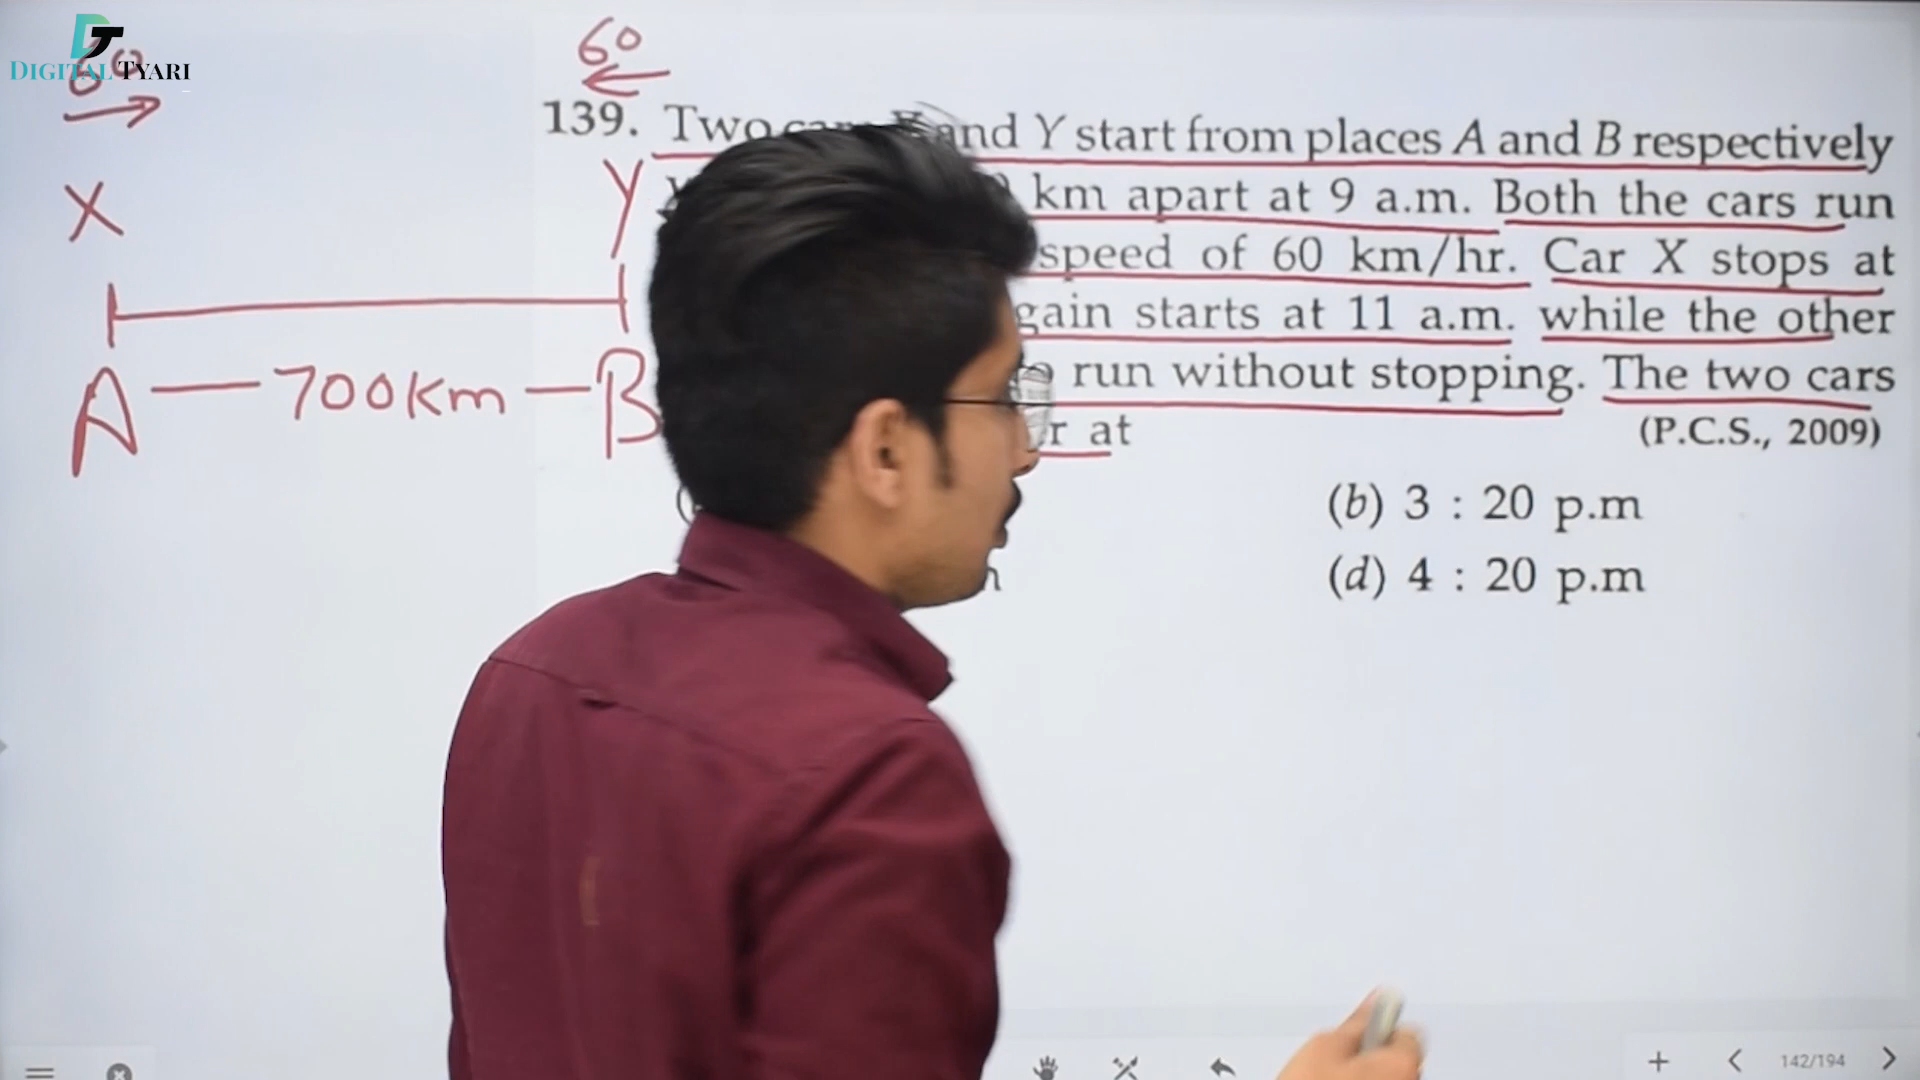 DIGITAL TYARI
60
60
X
Y
A
700Km
B
139. Two and Y start from places A and B respectively
km apart at 9 a.m. Both the cars run
speed of 60 km/hr. Car X stops at
starts at 11 a.m. while the other
run without stopping. The two cars
at (P.C.S., 2009)
(b) 3 : 20 p.m
(d) 4 : 20 p.m
142/194